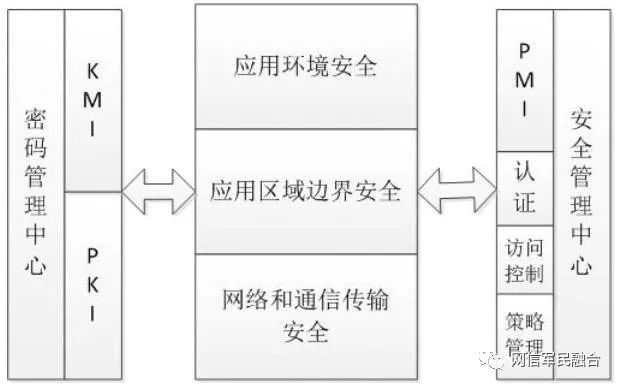 密码管理中心
KMI
PKI
应用环境安全
应用区域边界安全
网络和通信传输
安全
PMI
认证
访问
控制
策略
管理
安全管理中心
网信军民融合